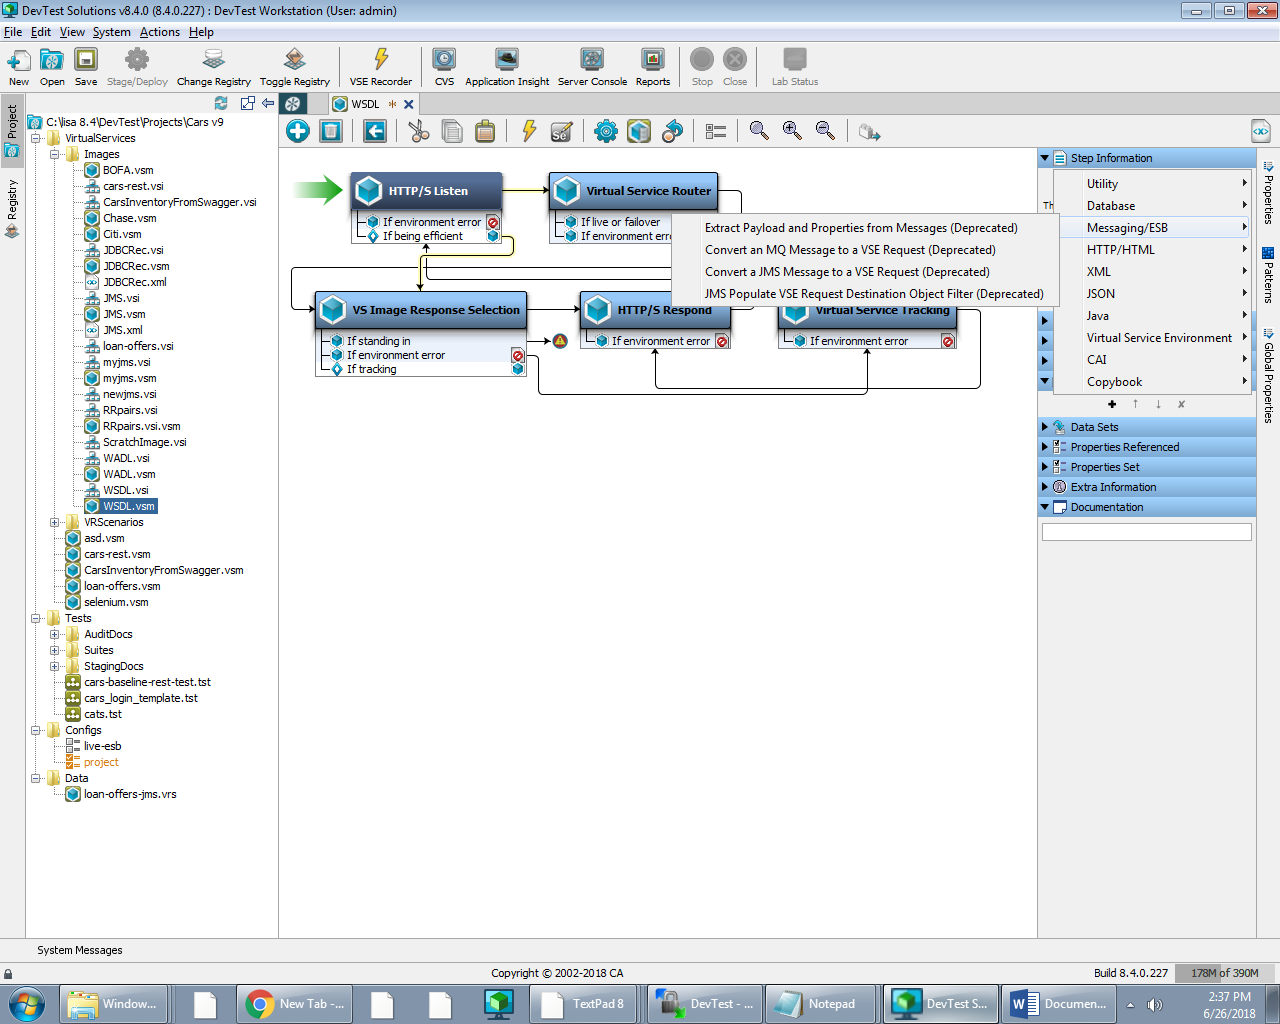 DevTest Solutions v8.4.0 (8.4.0.227) : DevTest Workstation (User: admin)
File Edit View System Actions Help
New Open Save Stage/Deploy Change Registry Toggle Registry VSE Recorder CVS Application Insight Server Console Reports Stop Close Lab Status
Project
Registry
C:\lisa 8.4\DevTest\Projects\Cars v9
VirtualServices
Images
BOFA.vsm
cars-rest.vsi
CarsInventoryFromSwagger.vsi
Chase.vsm
Citi.vsm
JDBCRec.vsi
JDBCRec.vsm
JDBCRec.xml
JMS.vsi
JMS.vsm
JMS.xml
loan-offers.vsi
myjms.vsi
myjms.vsm
newjms.vsi
RRpairs.vsi
RRpairs.vsi.vsm
ScratchImage.vsi
WADL.vsi
WADL.vsm
WSDL.vsi
WSDL.vsm
VRScenarios
asd.vsm
cars-rest.vsm
CarsInventoryFromSwagger.vsm
loan-offers.vsm
selenium.vsm
Tests
AuditDocs
Suites
StagingDocs
cars-baseline-rest-test.tst
cars_login_template.tst
cats.tst
Configs
live-esb
project
Data
loan-offers-jms.vrs
WSDL *
HTTP/S Listen
If environment error
If being efficient
Virtual Service Router
If live or failover
If environment erro
VS Image Response Selection
If standing in
If environment error
If tracking
HTTP/S Respond
If environment error
Virtual Service Tracking
If environment error
Extract Payload and Properties from Messages (Deprecated)
Convert an MQ Message to a VSE Request (Deprecated)
Convert a JMS Message to a VSE Request (Deprecated)
JMS Populate VSE Request Destination Object Filter (Deprecated)
Step Information
Th
Utility
Database
Messaging/ESB
HTTP/HTML
XML
JSON
Java
Virtual Service Environment
CAI
Copybook
Data Sets
Properties Referenced
Properties Set
Extra Information
Documentation
Properties
Patterns
Global Properties
System Messages
Copyright © 2002-2018 CA
Build 8.4.0.227
178M of 390M
Window...
New Tab -...
TextPad 8
DevTest - ...
Notepad
DevTest S...
Documen...
2:37 PM
6/26/2018